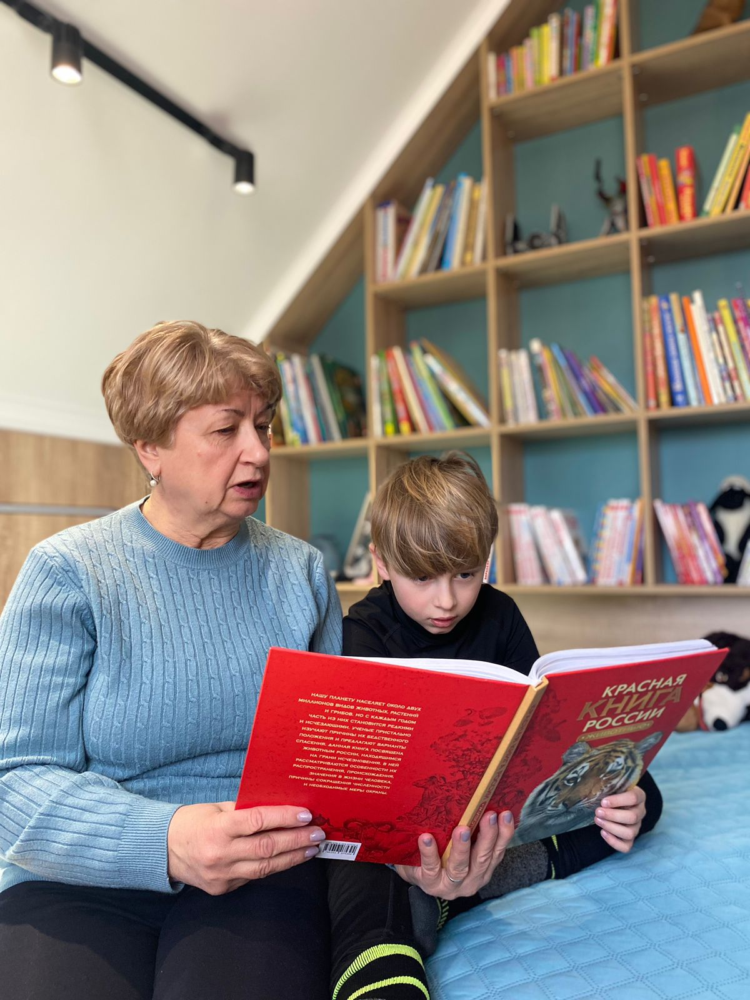 НАШУ ПЛАНЕТУ НАСЕЛЯЕТ ОКОЛО ДВУХ
МИЛЛИОНОВ ВИДОВ ЖИВОТНЫХ, РАСТЕНИЙ
И ГРИБОВ, НО С КАЖДЫМ ГОДОМ
ЧАСТЬ ИЗ НИХ СТАНОВИТСЯ РЕДКИМИ
И ИСЧЕЗАЮЩИМИ. УЧЕНЫЕ ПРИСТАЛЬНО
ИЗУЧАЮТ ПРИЧИНЫ ИХ БЕДСТВЕННОГО
ПОЛОЖЕНИЯ И ПРЕДЛАГАЮТ ВАРИАНТЫ
СПАСЕНИЯ. ДАННАЯ КНИГА ПОСВЯЩЕНА
ЖИВОТНЫМ РОССИИ, НАХОДЯЩИМСЯ
НА ГРАНИ ИСЧЕЗНОВЕНИЯ. В НЕЙ
РАССМАТРИВАЮТСЯ ОСОБЕННОСТИ ИХ
РАСПРОСТРАНЕНИЯ, ПРОИСХОЖДЕНИЯ,
ЗНАЧЕНИЯ В ЖИЗНИ ЧЕЛОВЕКА,
ПРИЧИНЫ СОКРАЩЕНИЯ ЧИСЛЕННОСТИ
И НЕОБХОДИМЫЕ МЕРЫ ОХРАНЫ.
КРАСНАЯ
КНИГА
РОССИИ
ЖИВОТНЫЕ